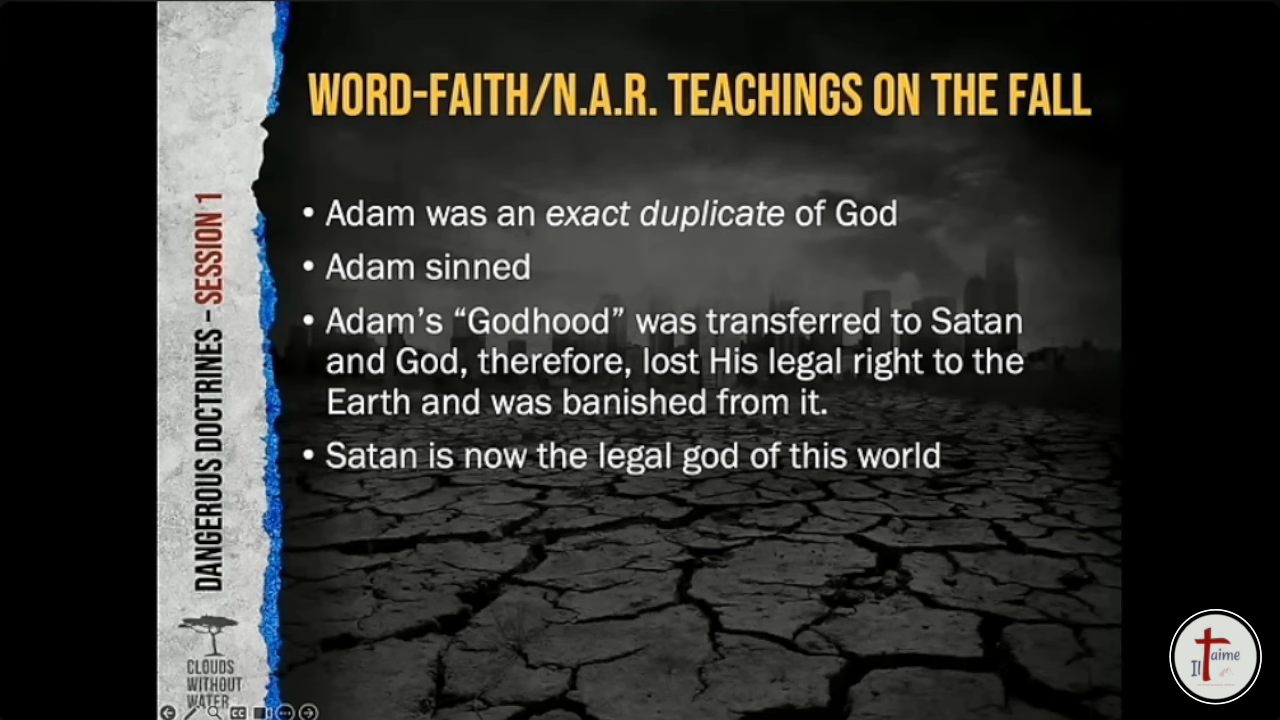 WORD-FAITH/N.A.R. TEACHINGS ON THE FALL
• Adam was an exact duplicate of God
• Adam sinned
• Adam’s “Godhood” was transferred to Satan
and God, therefore, lost His legal right to the
Earth and was banished from it.
• Satan is now the legal god of this world
DANGEROUS DOCTRINES - SESSION 1
CLOUDS
WITHOUT
WATER
CC
Il t'aime